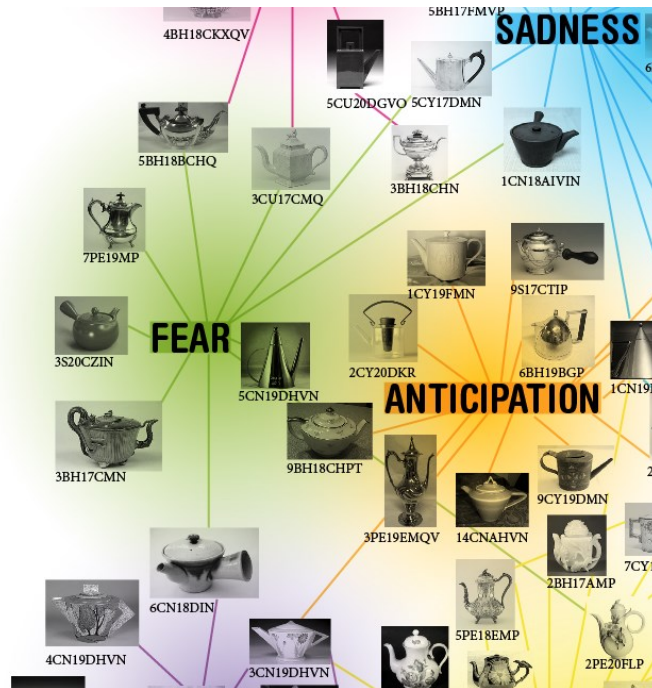 5BH17FMVP
4BH18CKXQV
SADNESS
5CU20DGVO
5CY17DMN
5BH18BCHQ
3CU17CMQ
3BH18CHN
1CN18AIVIN
7PE19MP
1CY19FMN
9S17CTIP
3S20CZIN
FEAR
5CN19DHVN
2CY20DKR
6BH19BGP
ANTICIPATION
9BH18CHPT
3BH17CMN
3PE19EMQV
14CNAHVN
9CY19DMN
2BH17AMP
6CN18DIN
5PE18EMP
4CN19DHVN
3CN19DHVN
2PE20FLP